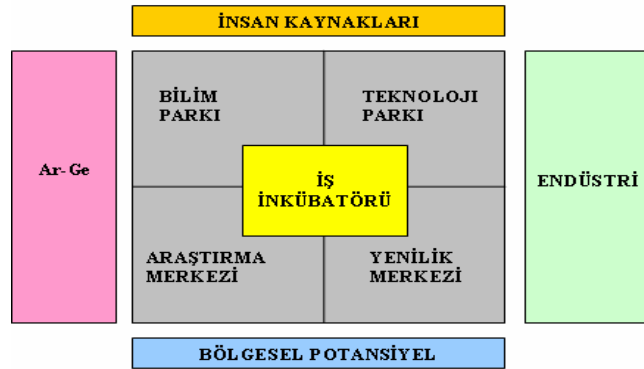 İNSAN KAYNAKLARI
BİLİM
PARKI
TEKNOLOJI
PARKI
Ar-Ge
İŞ
İNKÜBATÖRÜ
ENDÜSTRİ
ARAŞTIRMA
MERKEZİ
YENİLİK
MERKEZİ
BÖLGESEL POTANSİYEL